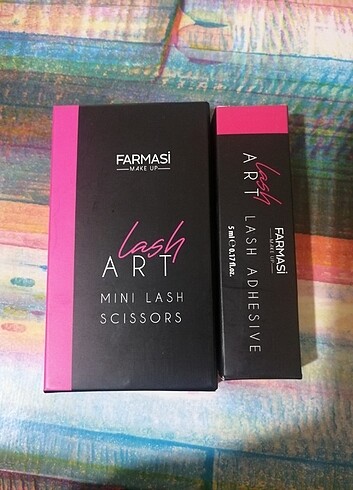 FARMASi
MAKE UP
lash
ART
MINI LASH
SCISSORS
lash
ART LASH ADHESIVE
5 ml ℮ 0.17 fl.oz.
FARMASi
MAKE UP